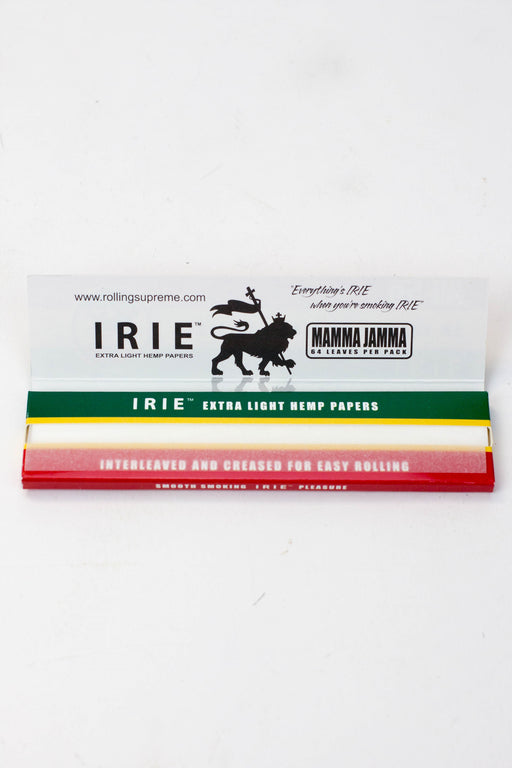 www.rollingsupreme.com
"Everything's IRIE
when you're smoking IRIE"
IRIE™
EXTRA LIGHT HEMP PAPERS
MAMMA JAMMA
64 LEAVES PER PACK
IRIE™ EXTRA LIGHT HEMP PAPERS
INTERLEAVED AND CREASED FOR EASY ROLLING
SMOOTH SMOKING IRIE™ PLEASURE